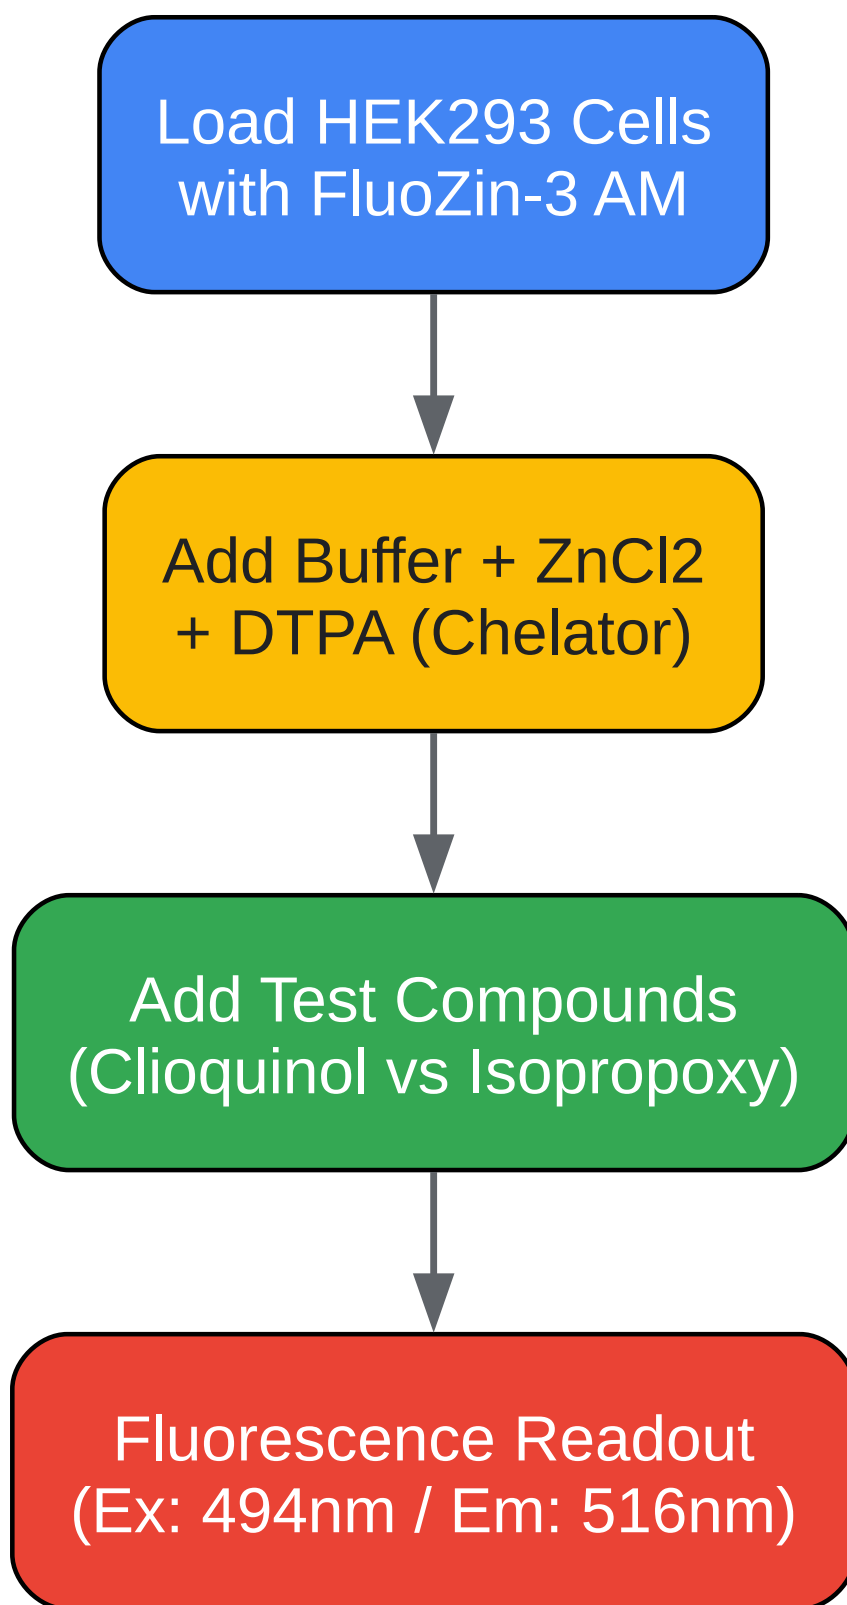 Load HEK293 Cells
with FluoZin-3 AM
Add Buffer + ZnCl2
+ DTPA (Chelator)
Add Test Compounds
(Clioquinol vs Isopropoxy)
Fluorescence Readout
(Ex: 494nm / Em: 516nm)